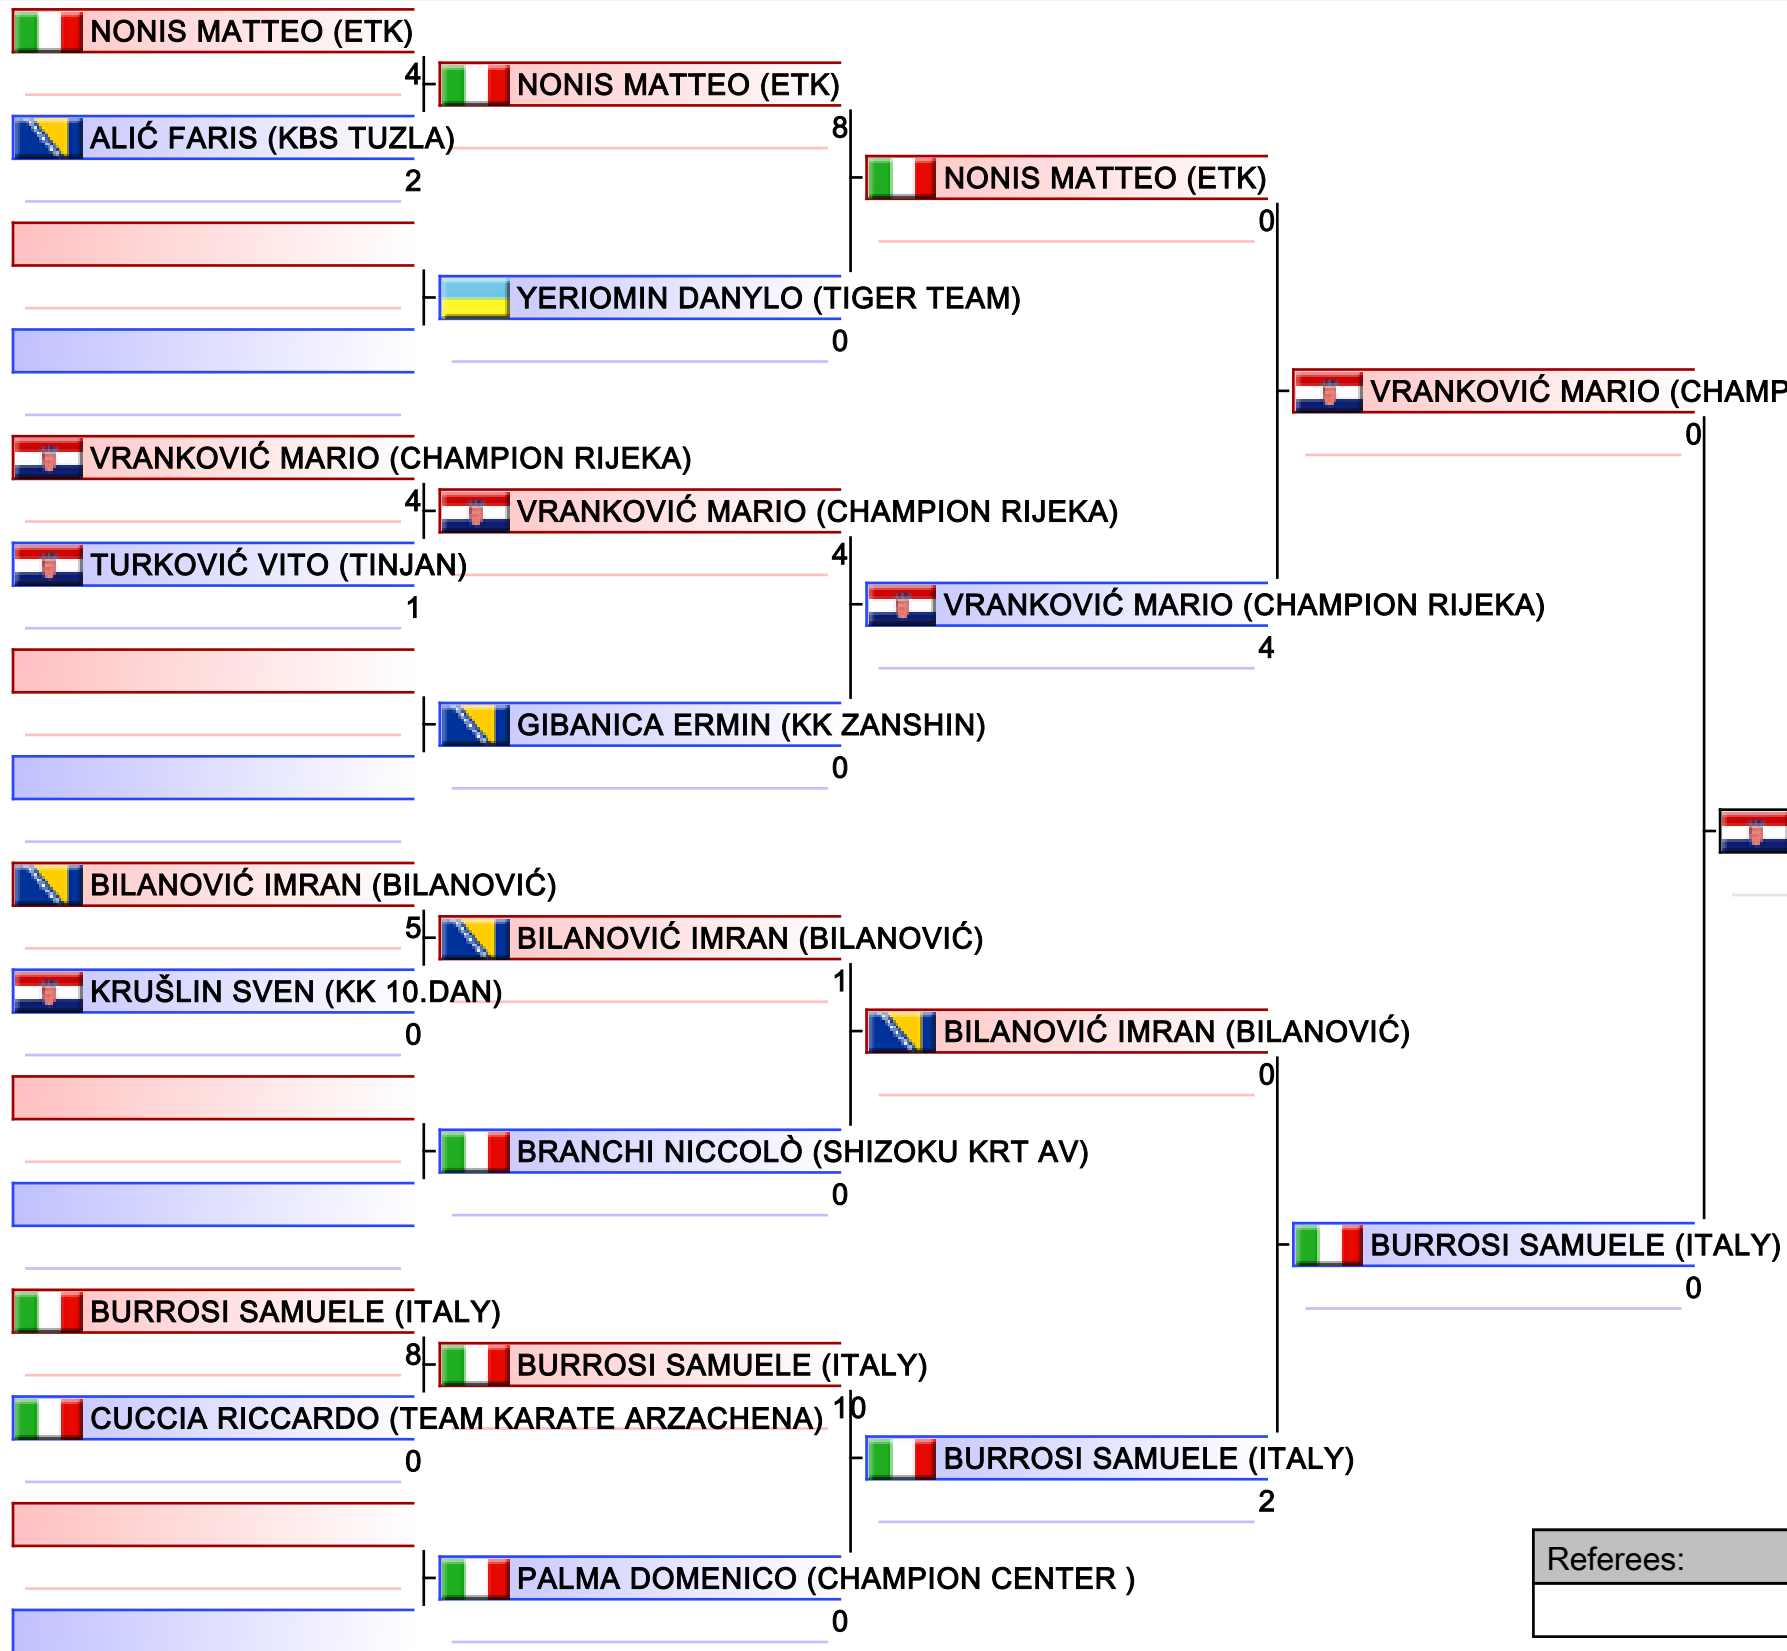 NONIS MATTEO (ETK)
4
NONIS MATTEO (ETK)
ALIĆ FARIS (KBS TUZLA)
8
2
NONIS MATTEO (ETK)
0
YERIOMIN DANYLO (TIGER TEAM)
0
VRANKOVIĆ MARIO (CHAMP
0
VRANKOVIĆ MARIO (CHAMPION RIJEKA)
4
VRANKOVIĆ MARIO (CHAMPION RIJEKA)
TURKOVIĆ VITO (TINJAN)
4
1
VRANKOVIĆ MARIO (CHAMPION RIJEKA)
4
GIBANICA ERMIN (KK ZANSHIN)
0
BILANOVIĆ IMRAN (BILANOVIĆ)
5
BILANOVIĆ IMRAN (BILANOVIĆ)
KRUŠLIN SVEN (KK 10.DAN)
1
0
BILANOVIĆ IMRAN (BILANOVIĆ)
0
BRANCHI NICCOLÒ (SHIZOKU KRT AV)
0
BURROSI SAMUELE (ITALY)
0
BURROSI SAMUELE (ITALY)
8
BURROSI SAMUELE (ITALY)
CUCCIA RICCARDO (TEAM KARATE ARZACHENA)
10
0
BURROSI SAMUELE (ITALY)
2
PALMA DOMENICO (CHAMPION CENTER )
0
Referees: